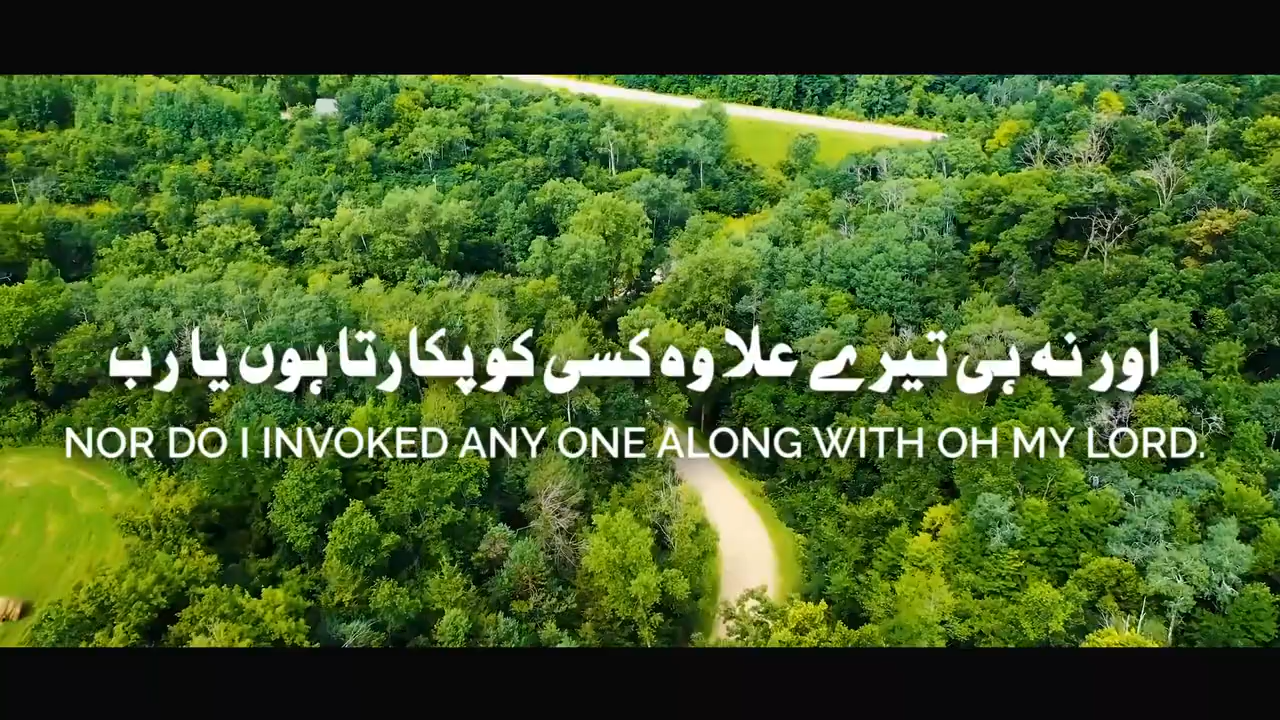 اور نہ ہی تیرے علاوہ کسی کو پکارتا ہوں یا رب
NOR DO I INVOKED ANY ONE ALONG WITH OH MY LORD.